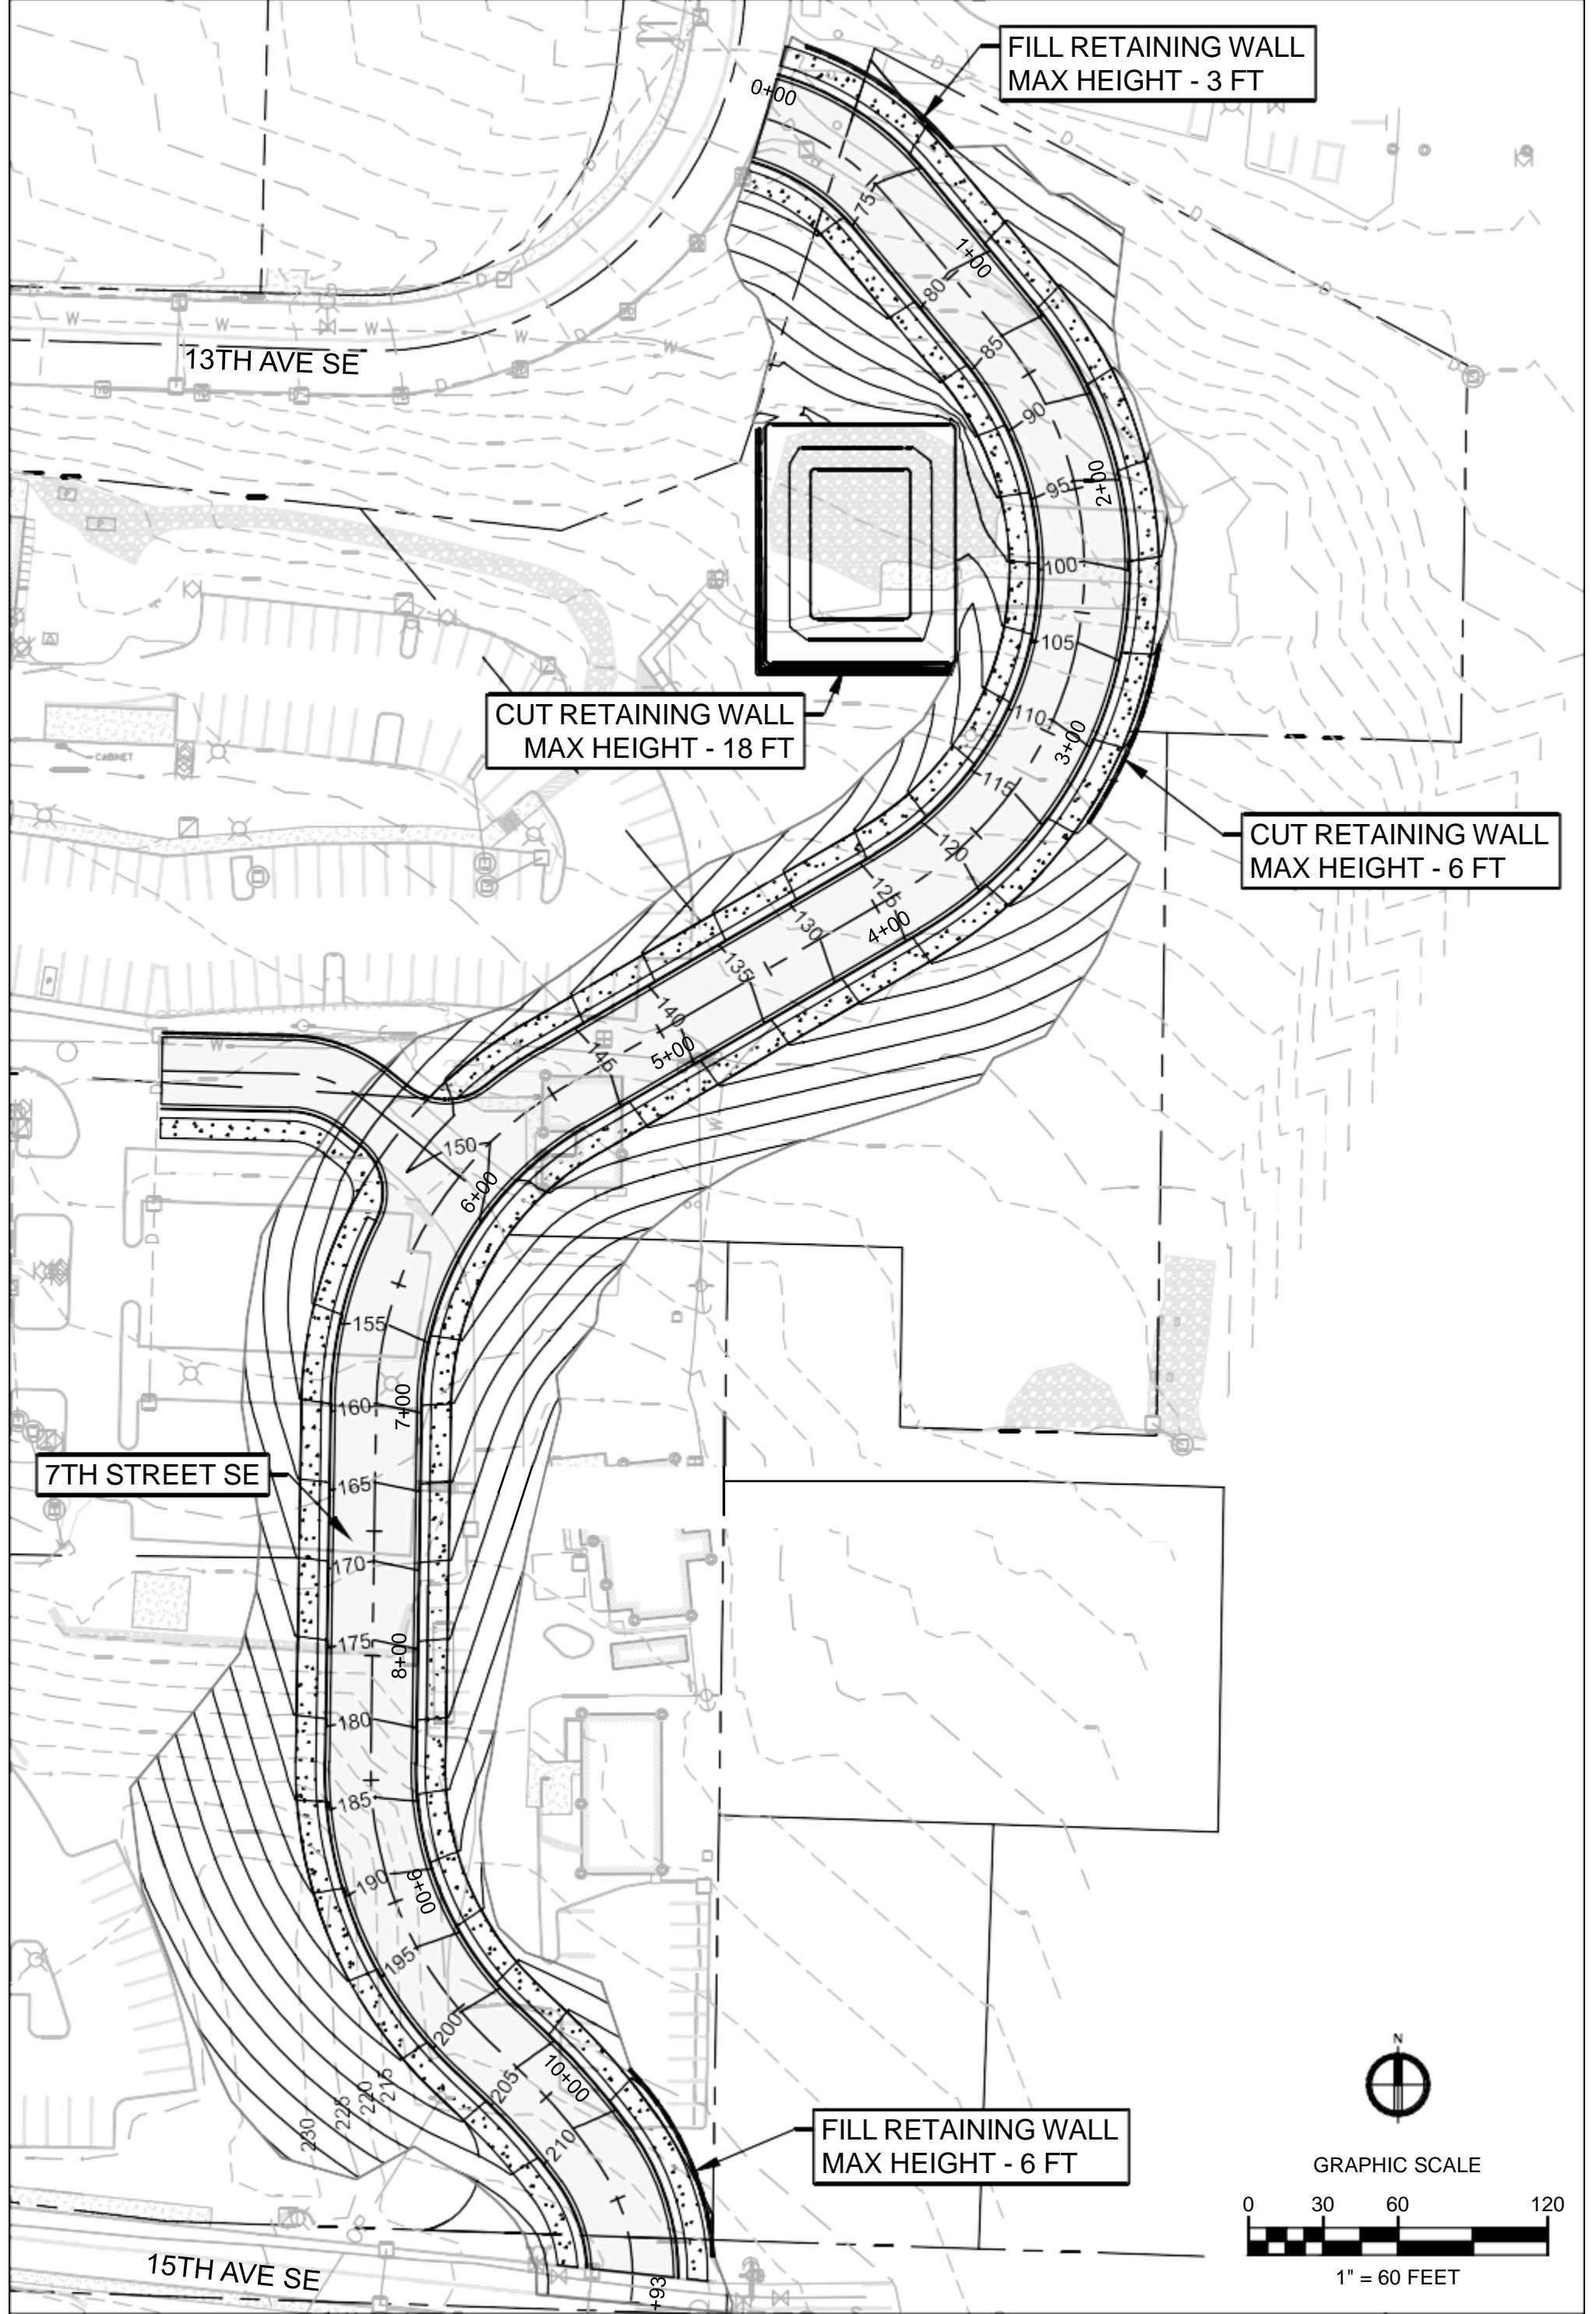 FILL RETAINING WALL
MAX HEIGHT - 3 FT
0+00
75
1+00
80
85
13TH AVE SE
90
95
2+00
100
105
CUT RETAINING WALL
MAX HEIGHT - 18 FT
110
3+00
CABINET
115
CUT RETAINING WALL
MAX HEIGHT - 6 FT
120
125
130
4+00
135
140
5+00
145
150
6+00
155
160
7+00
7TH STREET SE
165
170
175
8+00
180
185
190
9+00
195
200
205
10+00
215
220
225
230
210
FILL RETAINING WALL
MAX HEIGHT - 6 FT
N
GRAPHIC SCALE
0 30 60 120
1" = 60 FEET
15TH AVE SE
+93